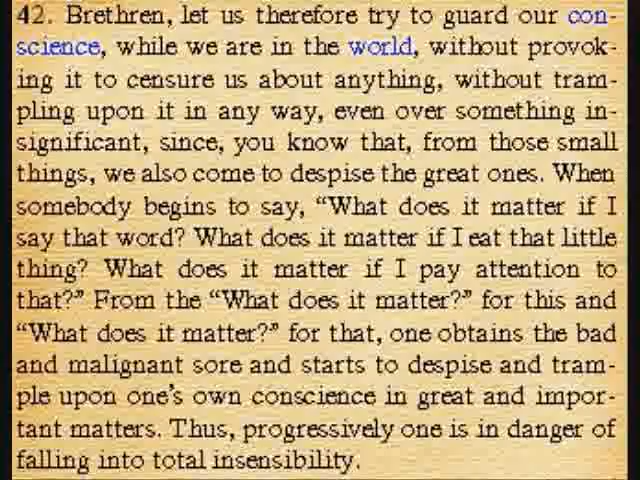 42. Brethren, let us therefore try to guard our con-
science, while we are in the world, without provok-
ing it to censure us about anything, without tram-
pling upon it in any way, even over something in-
significant, since, you know that, from those small
things, we also come to despise the great ones. When
somebody begins to say, “What does it matter if I
say that word? What does it matter if I eat that little
thing? What does it matter if I pay attention to
that?” From the “What does it matter?” for this and
“What does it matter?” for that, one obtains the bad
and malignant sore and starts to despise and tram-
ple upon one’s own conscience in great and impor-
tant matters. Thus, progressively one is in danger of
falling into total insensibility.